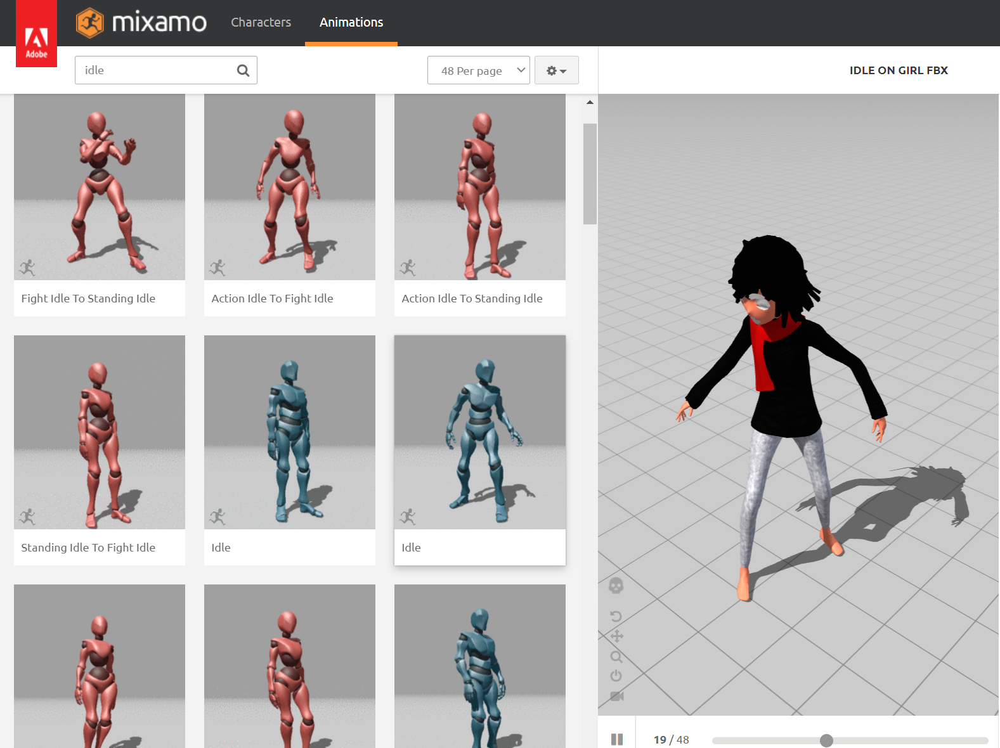 Adobe
mixamo
Characters
Animations
idle
48 Per page
IDLE ON GIRL FBX
Fight Idle To Standing Idle
Action Idle To Fight Idle
Action Idle To Standing Idle
Standing Idle To Fight Idle
Idle
Idle
19 / 48